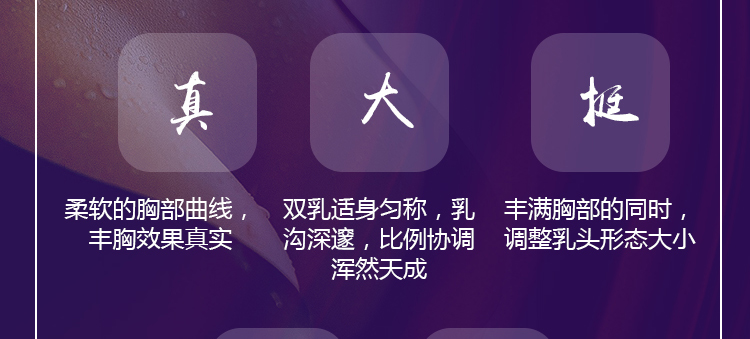 真
大
挺
柔软的胸部曲线，
丰胸效果真实
双乳适身匀称，乳
沟深邃，比例协调
浑然天成
丰满胸部的同时，
调整乳头形态大小